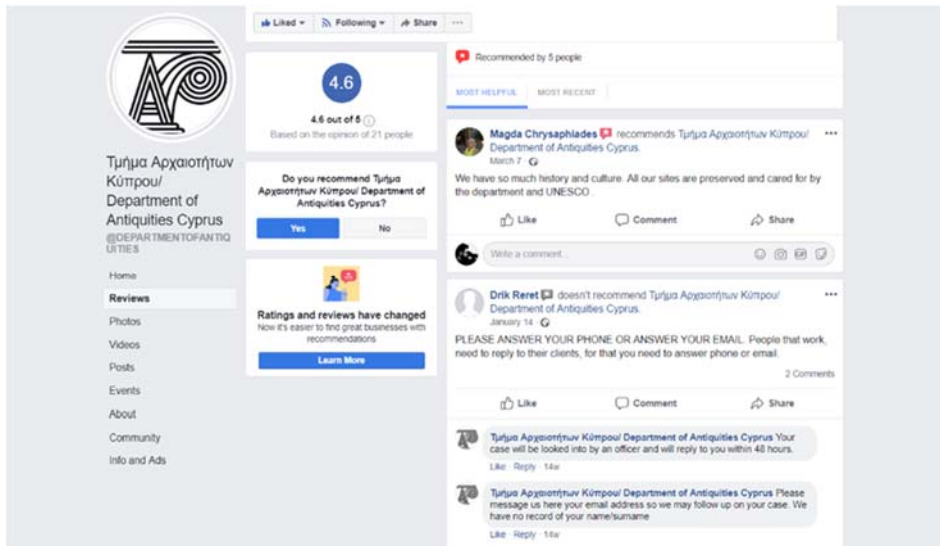 Τμήμα Αρχαιοτήτων
Κύπρου/
Department of
Antiquities Cyprus
@DEPARTMENTOFANTIQ
UITIES
Home
Reviews
Photos
Videos
Posts
Events
About
Community
Info and Ads
Liked
Following
Share
4.6
4.6 out of 5
Based on the opinion of 21 people
Do you recommend Τμήμα
Αρχαιοτήτων Κύπρου/ Department of
Antiquities Cyprus?
Yes
No
Ratings and reviews have changed
Now it's easier to find great businesses with
recommendations
Learn More
Recommended by 5 people
MOST HELPFUL
MOST RECENT
Magda Chrysaphiades recommends Τμήμα Αρχαιοτήτων Κύπρου/
Department of Antiquities Cyprus.
March 7
We have so much history and culture. All our sites are preserved and cared for by
the department and UNESCO .
Like Comment Share
Write a comment...
GIF
Drik Reret doesn't recommend Τμήμα Αρχαιοτήτων Κύπρου/
Department of Antiquities Cyprus.
January 14
PLEASE ANSWER YOUR PHONE OR ANSWER YOUR EMAIL. People that work,
need to reply to their clients, for that you need to answer phone or email.
2 Comments
Like Comment Share
Τμήμα Αρχαιοτήτων Κύπρου/ Department of Antiquities Cyprus Your
case will be looked into by an officer and will reply to you within 48 hours.
Like · Reply · 14w
Τμήμα Αρχαιοτήτων Κύπρου/ Department of Antiquities Cyprus Please
message us here your email address so we may follow up on your case. We
have no record of your name/surname
Like · Reply · 14w